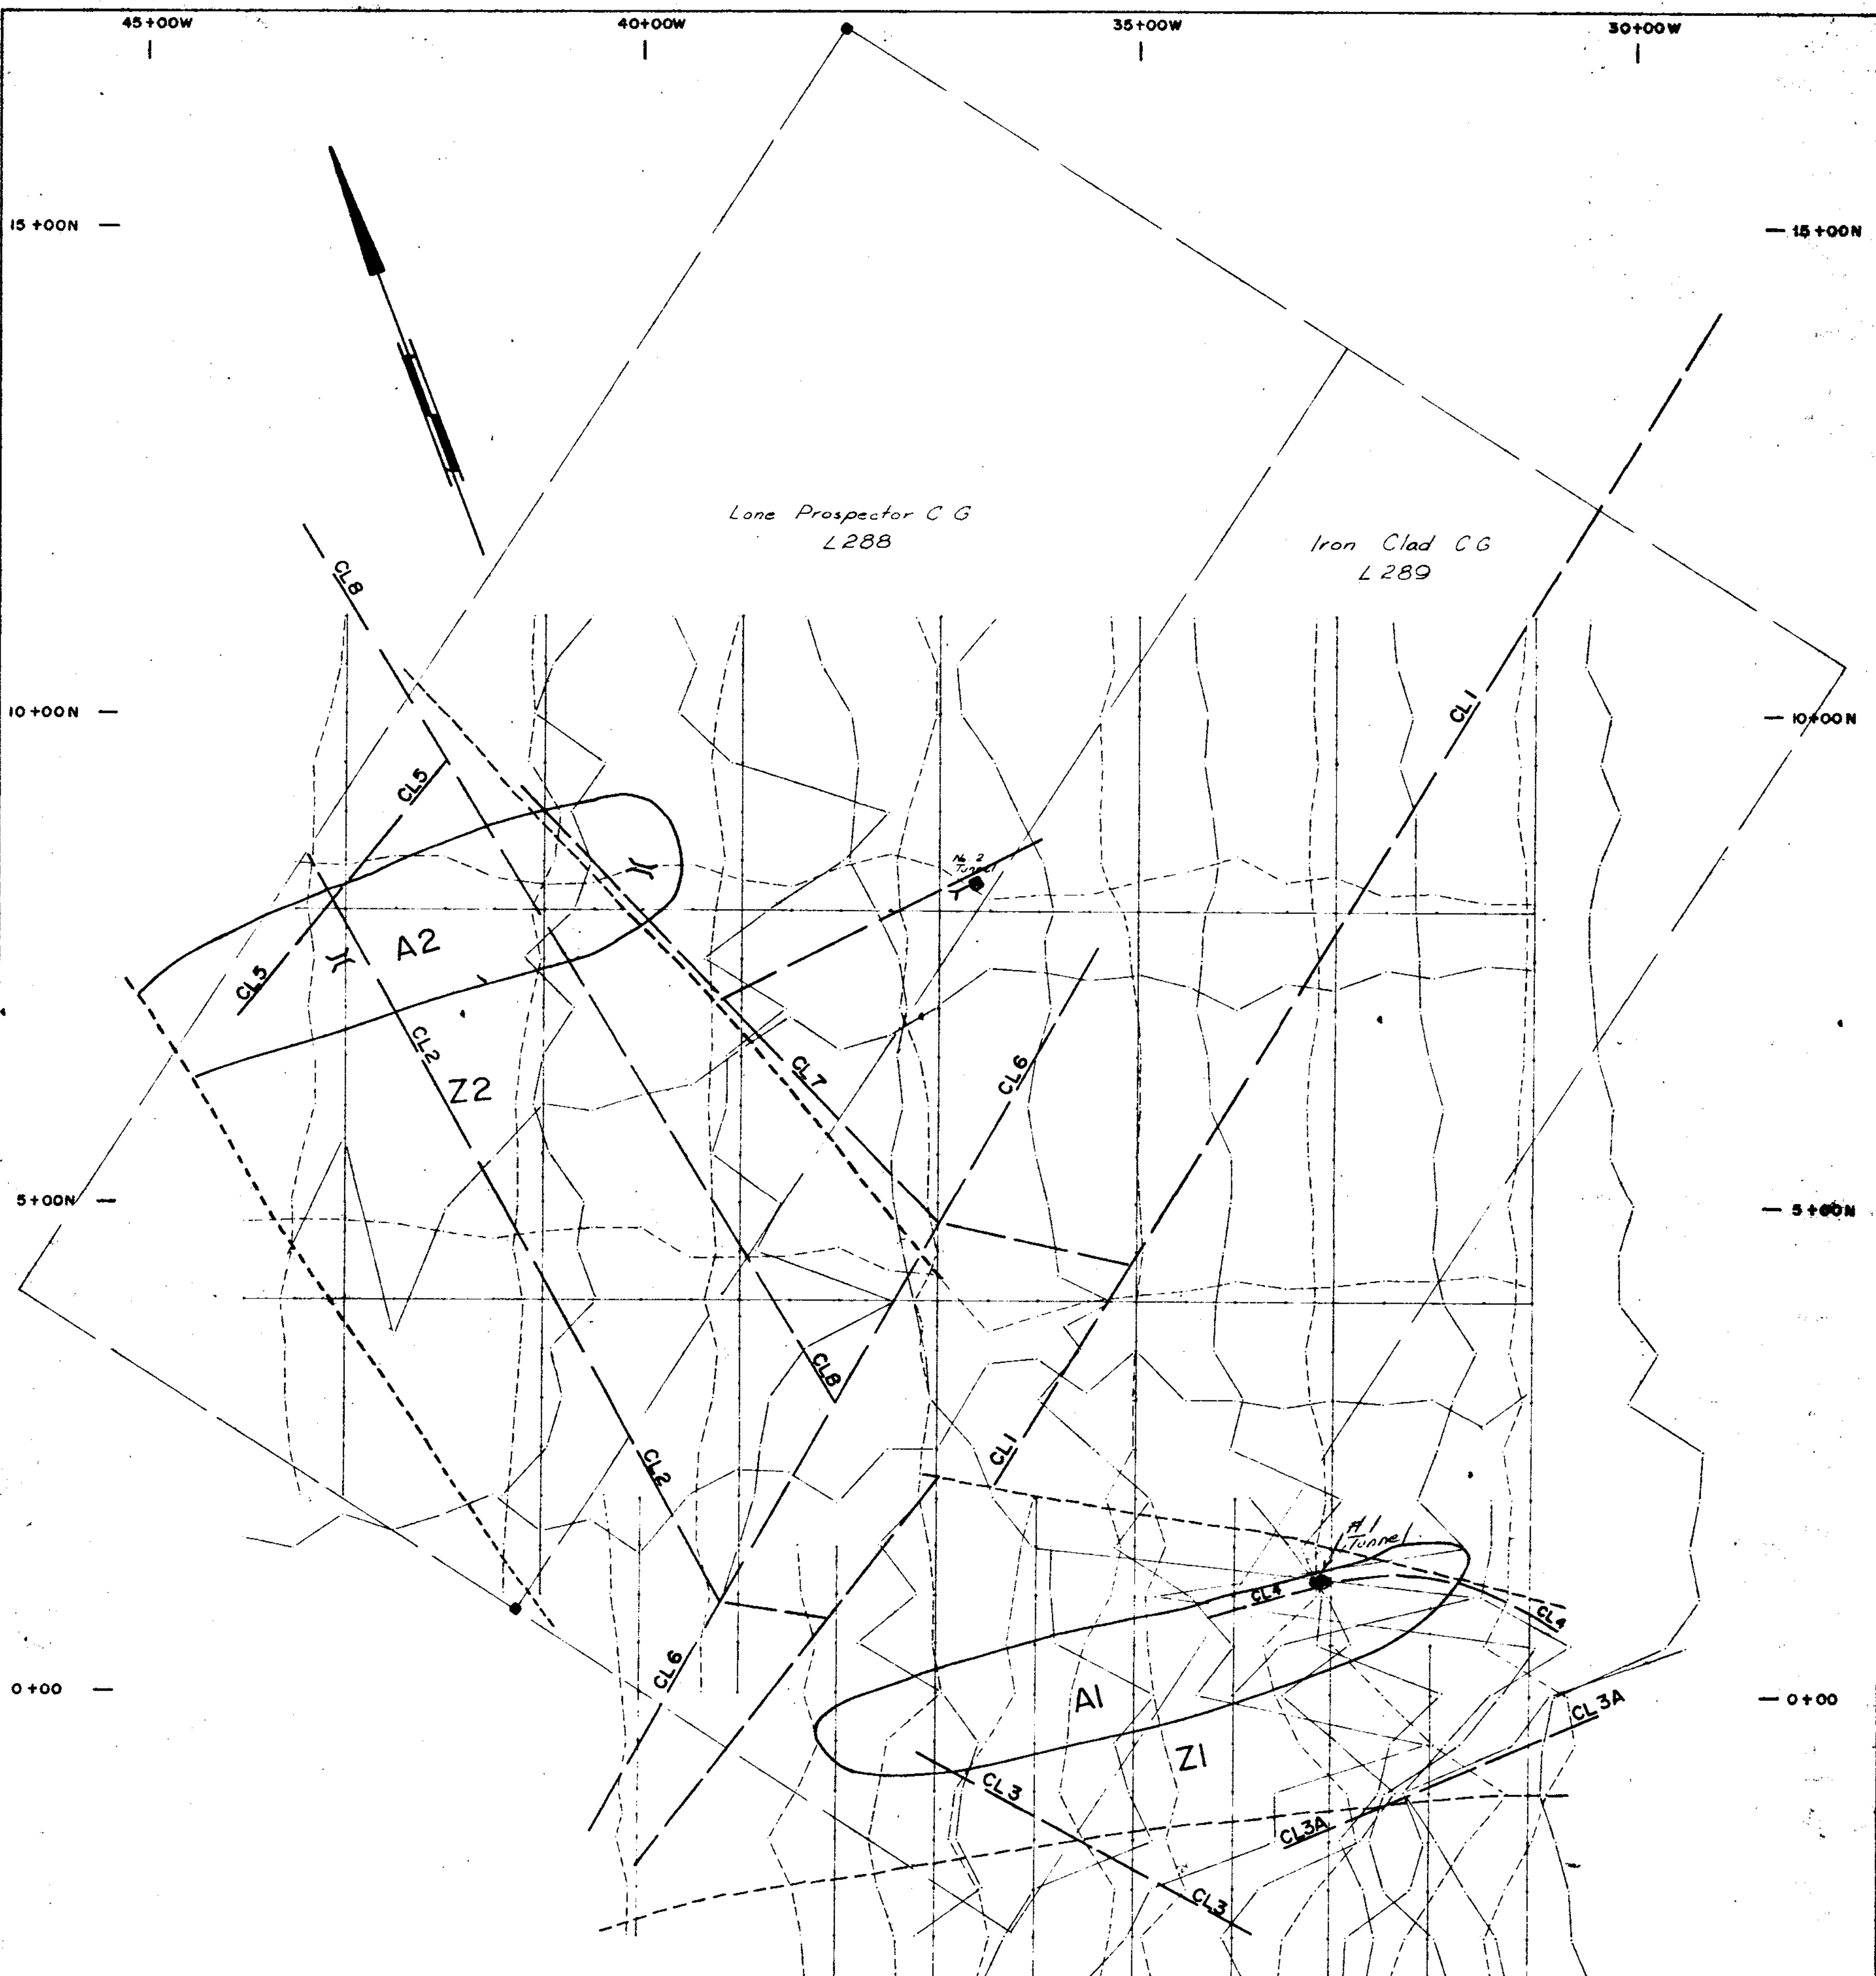 45+00W
40+00W
35+00W
30+00W
15+00N
15+00N
Lone Prospector C G
L288
Iron Clad C G
L289
CL8
CL1
10+00N
10+00N
CL5
No. 2
Tunnel
A2
CL5
CL2
CL7
CL6
Z2
5+00N
5+00N
CL8
CL1
CL2
#1
Tunnel
CL4
CL4
CL6
0+00
0+00
A1
CL3A
Z1
CL3
CL3A
CL3